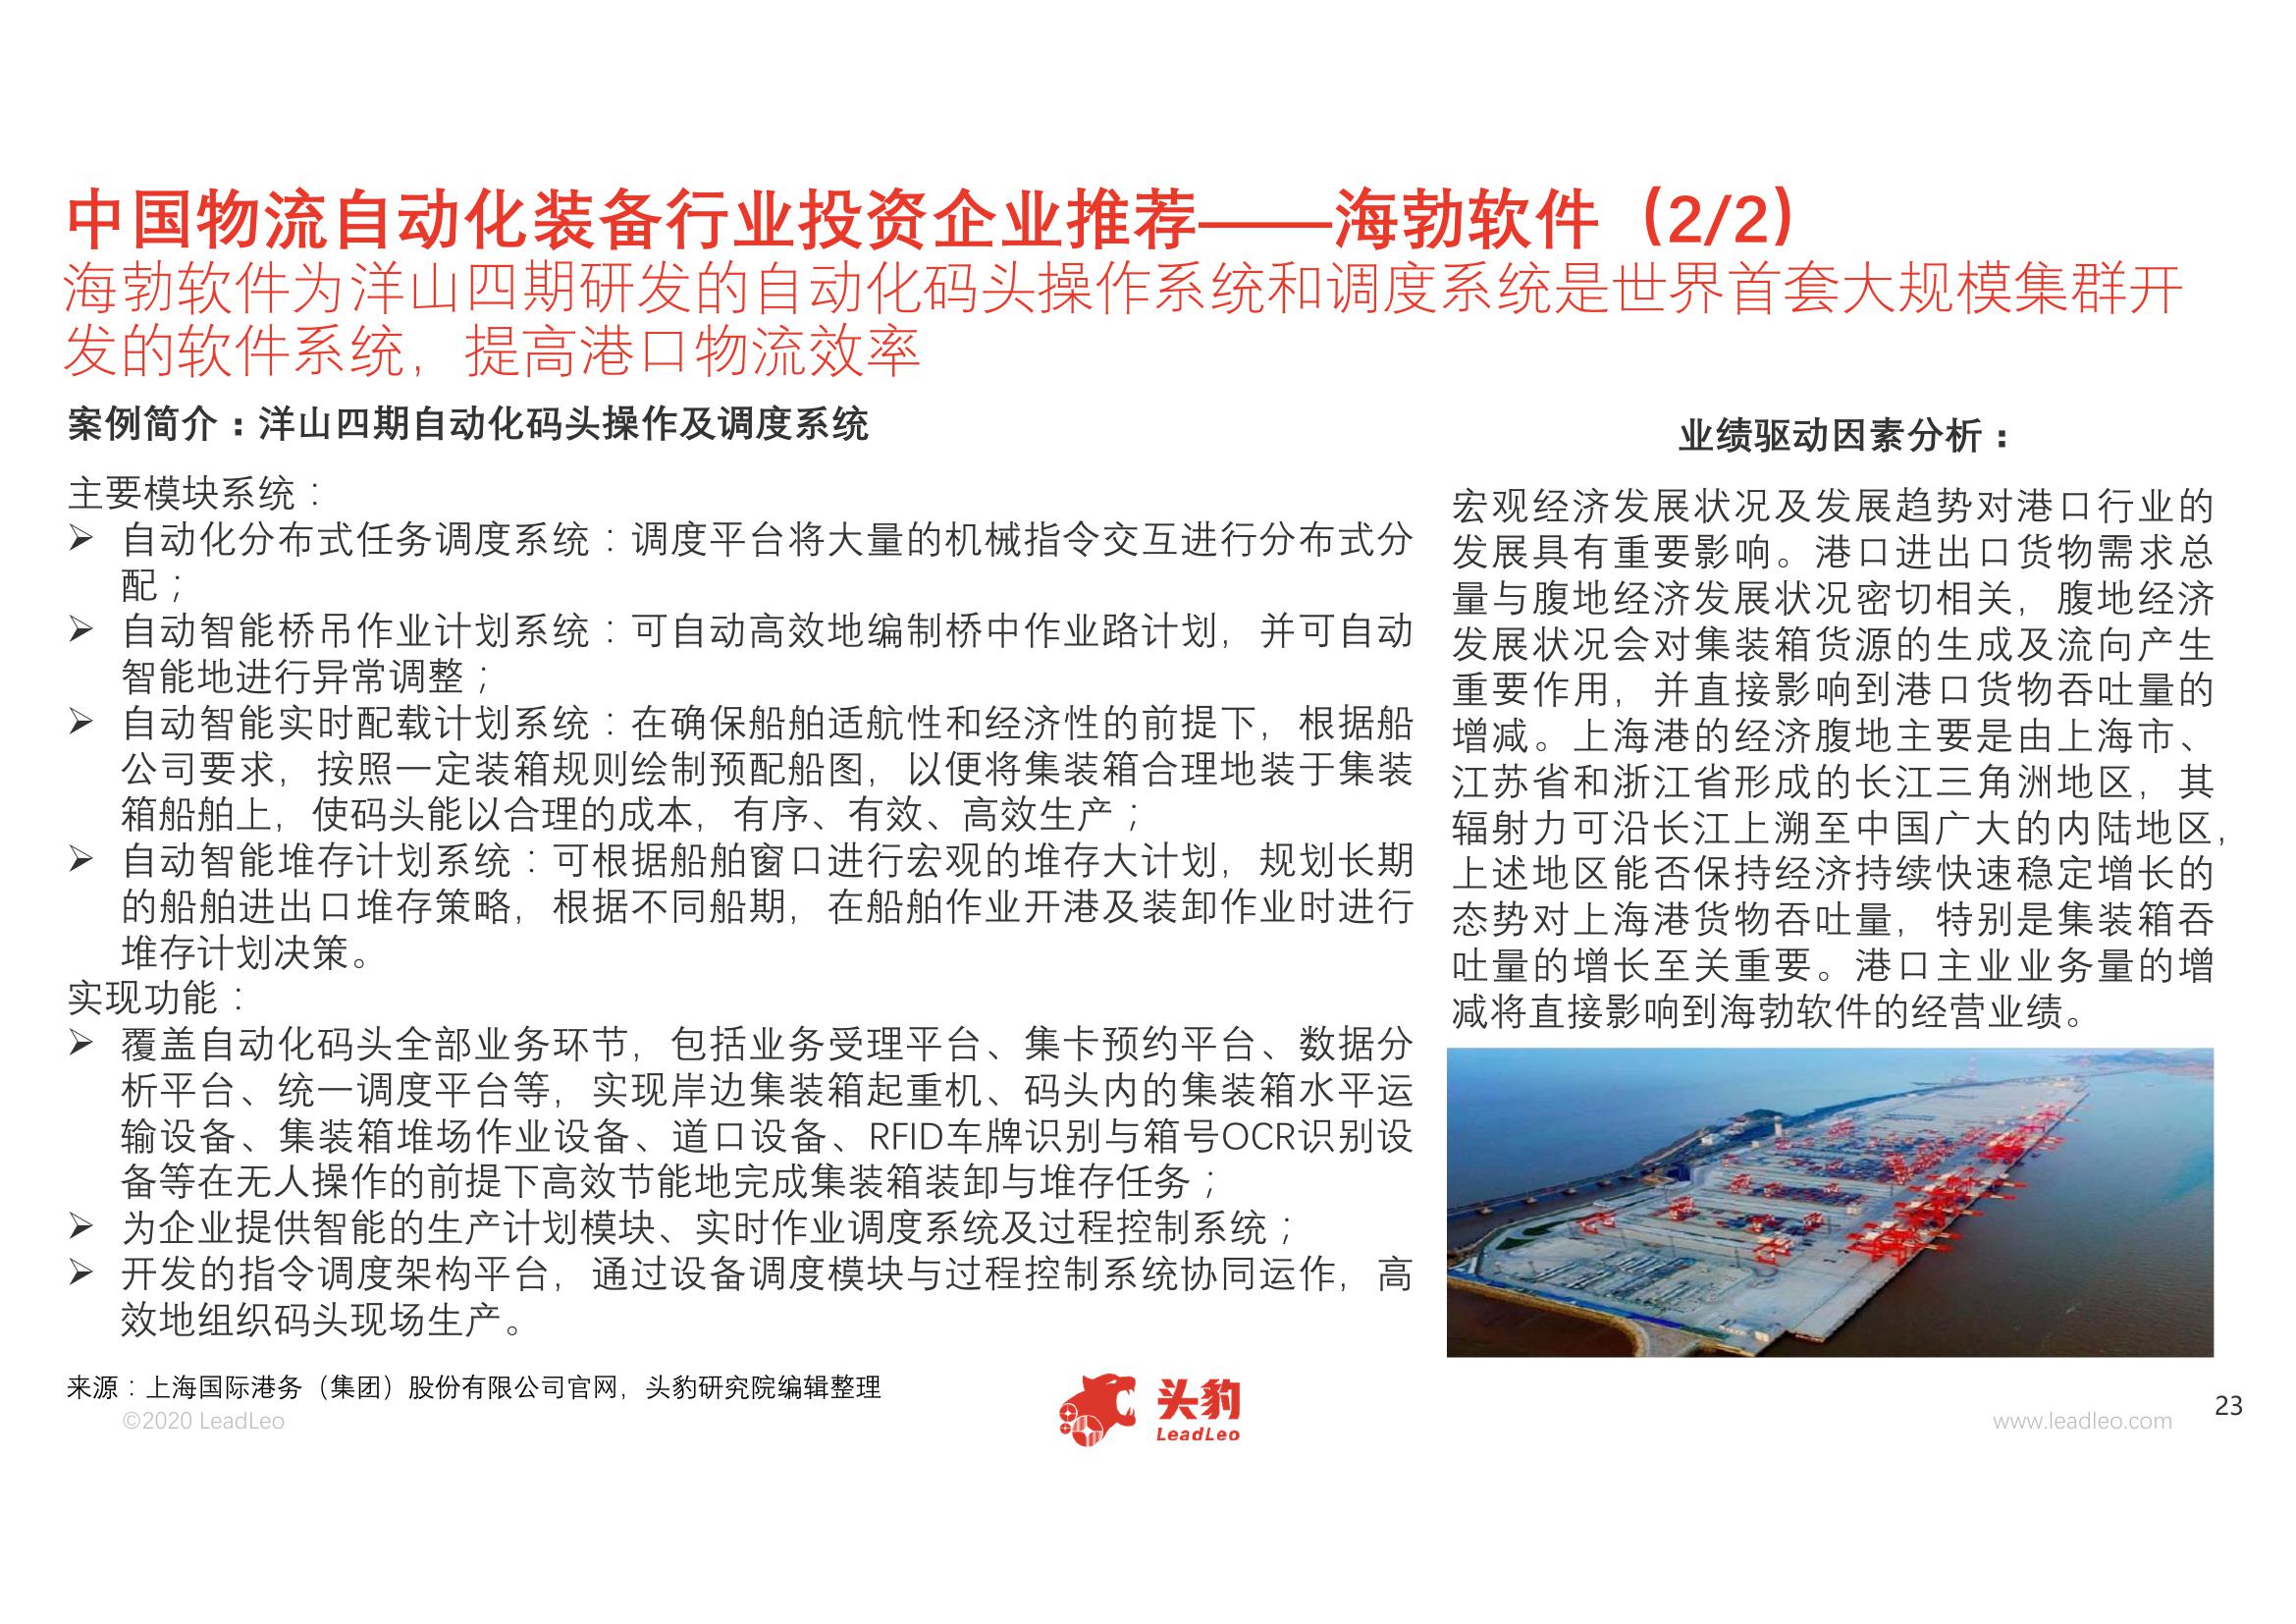 中国物流自动化装备行业投资企业推荐——海勃软件（2/2）
海勃软件为洋山四期研发的自动化码头操作系统和调度系统是世界首套大规模集群开
发的软件系统，提高港口物流效率
案例简介：洋山四期自动化码头操作及调度系统
主要模块系统：
➢ 自动化分布式任务调度系统：调度平台将大量的机械指令交互进行分布式分
配；
➢ 自动智能桥吊作业计划系统：可自动高效地编制桥中作业路计划，并可自动
智能地进行异常调整；
➢ 自动智能实时配载计划系统：在确保船舶适航性和经济性的前提下，根据船
公司要求，按照一定装箱规则绘制预配船图，以便将集装箱合理地装于集装
箱船舶上，使码头能以合理的成本，有序、有效、高效生产；
➢ 自动智能堆存计划系统：可根据船舶窗口进行宏观的堆存大计划，规划长期
的船舶进出口堆存策略，根据不同船期，在船舶作业开港及装卸作业时进行
堆存计划决策。
实现功能：
➢ 覆盖自动化码头全部业务环节，包括业务受理平台、集卡预约平台、数据分
析平台、统一调度平台等，实现岸边集装箱起重机、码头内的集装箱水平运
输设备、集装箱堆场作业设备、道口设备、RFID车牌识别与箱号OCR识别设
备等在无人操作的前提下高效节能地完成集装箱装卸与堆存任务；
➢ 为企业提供智能的生产计划模块、实时作业调度系统及过程控制系统；
➢ 开发的指令调度架构平台，通过设备调度模块与过程控制系统协同运作，高
效地组织码头现场生产。
业绩驱动因素分析：
宏观经济发展状况及发展趋势对港口行业的
发展具有重要影响。港口进出口货物需求总
量与腹地经济发展状况密切相关，腹地经济
发展状况会对集装箱货源的生成及流向产生
重要作用，并直接影响到港口货物吞吐量的
增减。上海港的经济腹地主要是由上海市、
江苏省和浙江省形成的长江三角洲地区，其
辐射力可沿长江上溯至中国广大的内陆地区，
上述地区能否保持经济持续快速稳定增长的
态势对上海港货物吞吐量，特别是集装箱吞
吐量的增长至关重要。港口主业业务量的增
减将直接影响到海勃软件的经营业绩。
来源：上海国际港务（集团）股份有限公司官网，头豹研究院编辑整理
©2020 LeadLeo
头豹
LeadLeo
www.leadleo.com
23